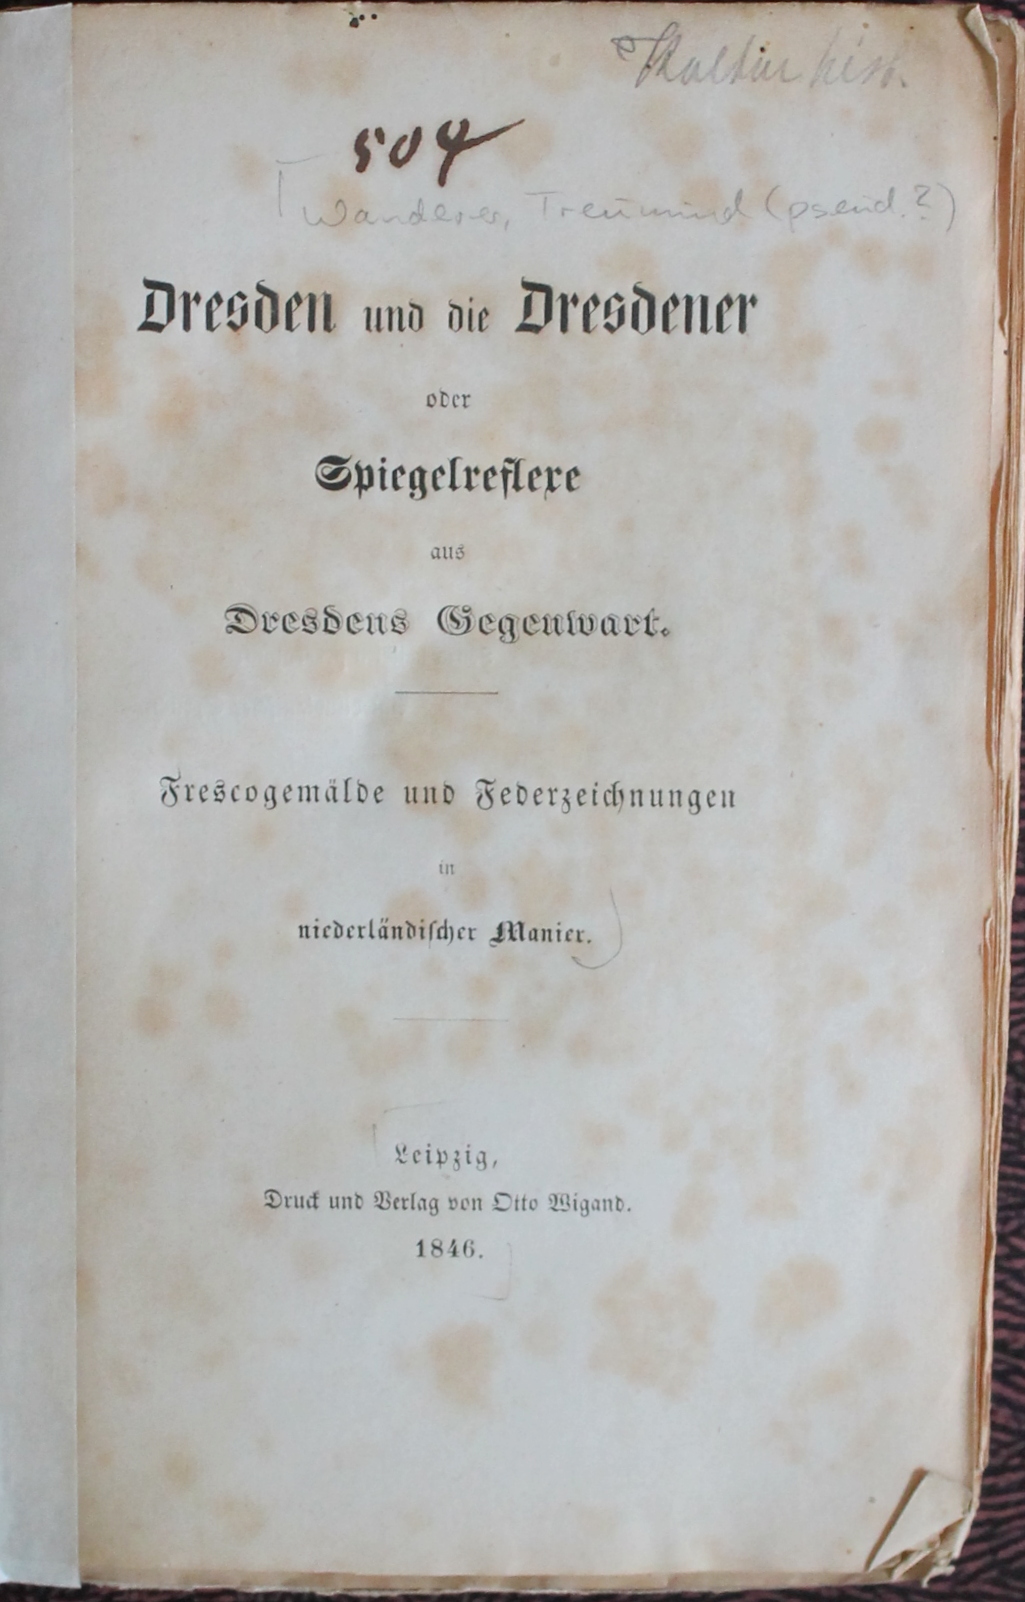 Kultur hist.
504
Wanderer, Treumund (pseud.?)
Dresden und die Dresdener
oder
Spiegelreflexe
aus
Dresdens Gegenwart.
Frescogemälde und Federzeichnungen
in
niederländiſcher Manier.
Leipzig,
Druck und Verlag von Otto Wigand.
1846.